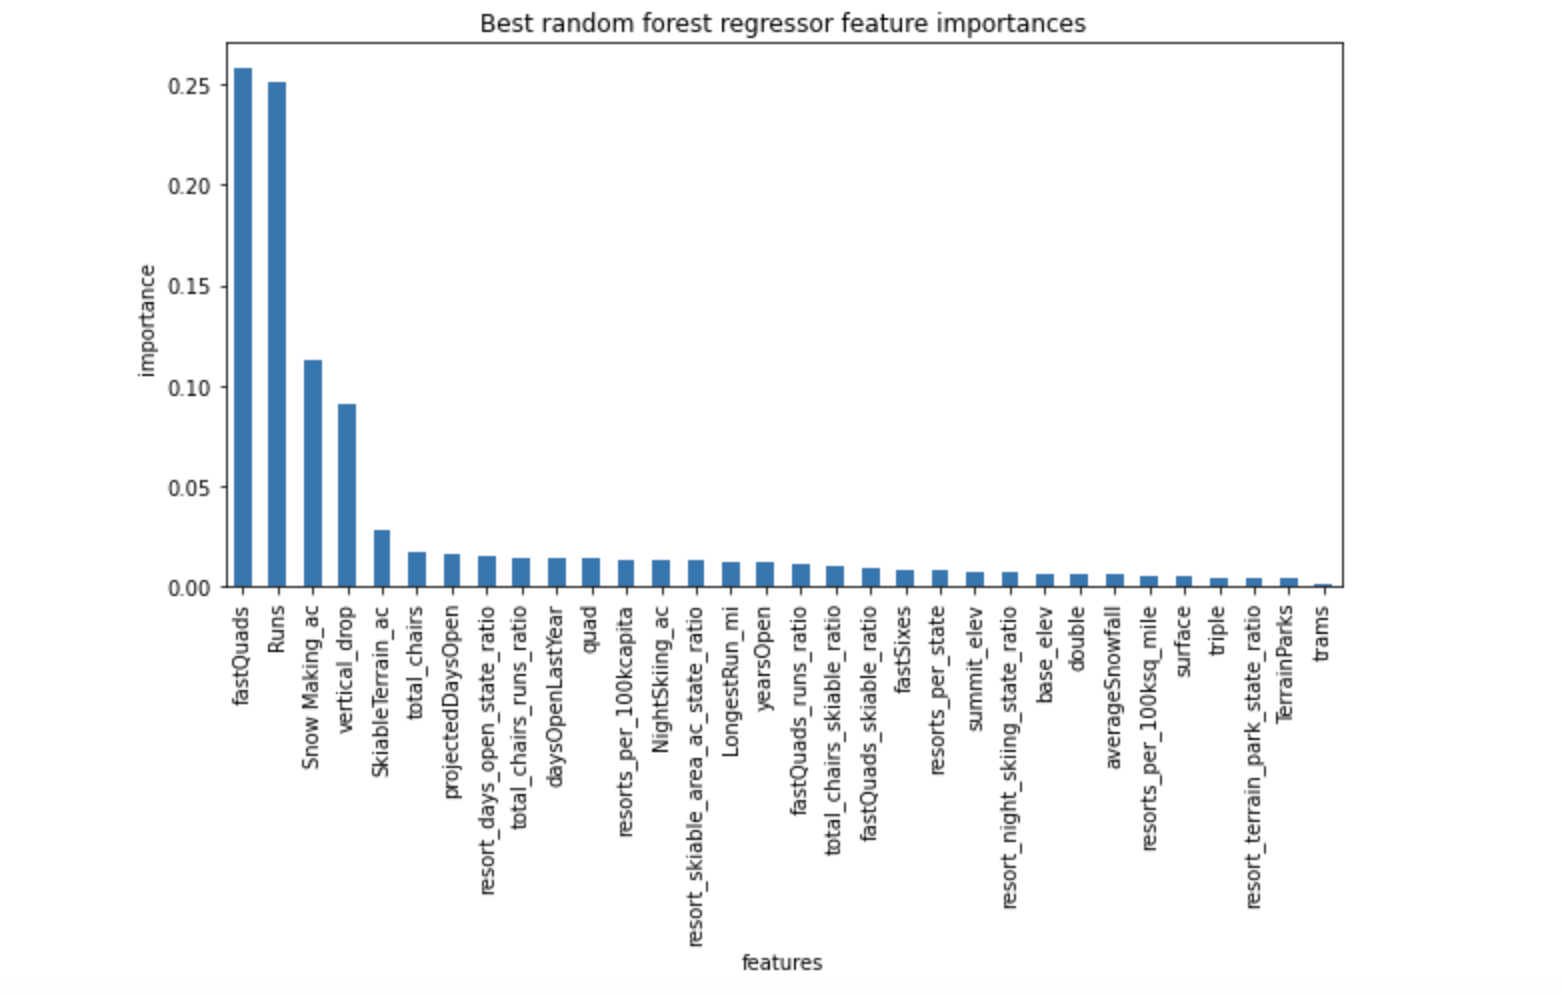 Best random forest regressor feature importances
importance
0.25
0.20
0.15
0.10
0.05
0.00
fastQuads
Runs
Snow Making_ac
vertical_drop
SkiableTerrain_ac
total_chairs
projectedDaysOpen
resort_days_open_state_ratio
total_chairs_runs_ratio
daysOpenLastYear
quad
resorts_per_100kcapita
NightSkiing_ac
resort_skiable_area_ac_state_ratio
LongestRun_mi
yearsOpen
fastQuads_runs_ratio
total_chairs_skiable_ratio
fastQuads_skiable_ratio
fastSixes
resorts_per_state
summit_elev
resort_night_skiing_state_ratio
base_elev
double
averageSnowfall
resorts_per_100ksq_mile
surface
triple
resort_terrain_park_state_ratio
TerrainParks
trams
features